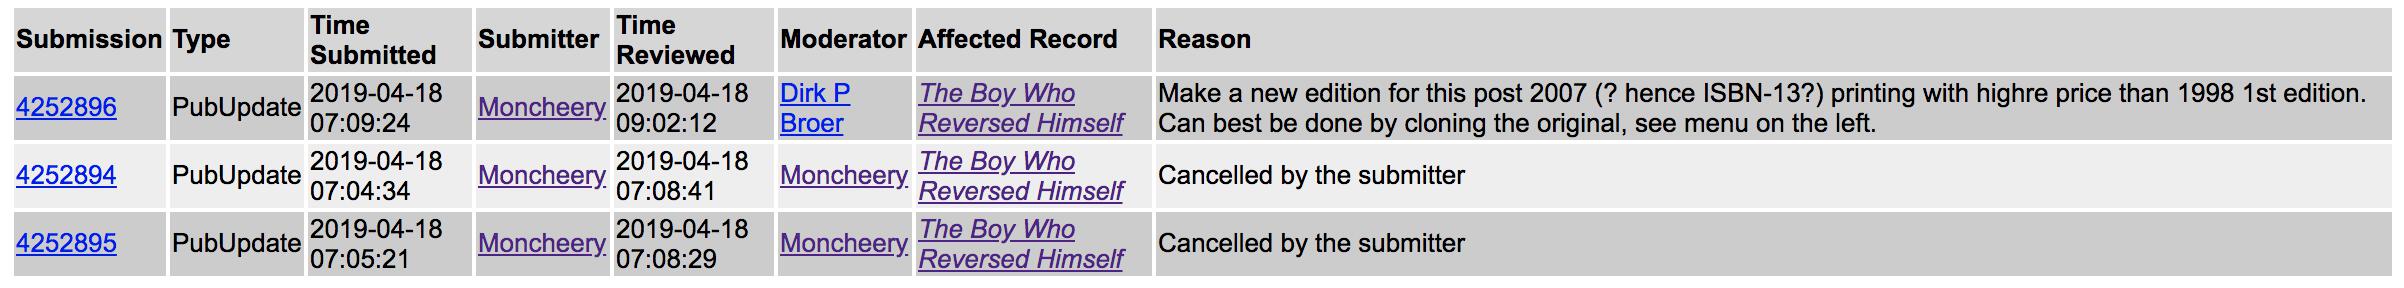 Submission Type Time Submitted Submitter Time Reviewed Moderator Affected Record Reason
4252896 PubUpdate 2019-04-18 07:09:24 Moncheery 2019-04-18 09:02:12 Dirk P Broer The Boy Who Reversed Himself Make a new edition for this post 2007 (? hence ISBN-13?) printing with highre price than 1998 1st edition. Can best be done by cloning the original, see menu on the left.
4252894 PubUpdate 2019-04-18 07:04:34 Moncheery 2019-04-18 07:08:41 Moncheery The Boy Who Reversed Himself Cancelled by the submitter
4252895 PubUpdate 2019-04-18 07:05:21 Moncheery 2019-04-18 07:08:29 Moncheery The Boy Who Reversed Himself Cancelled by the submitter